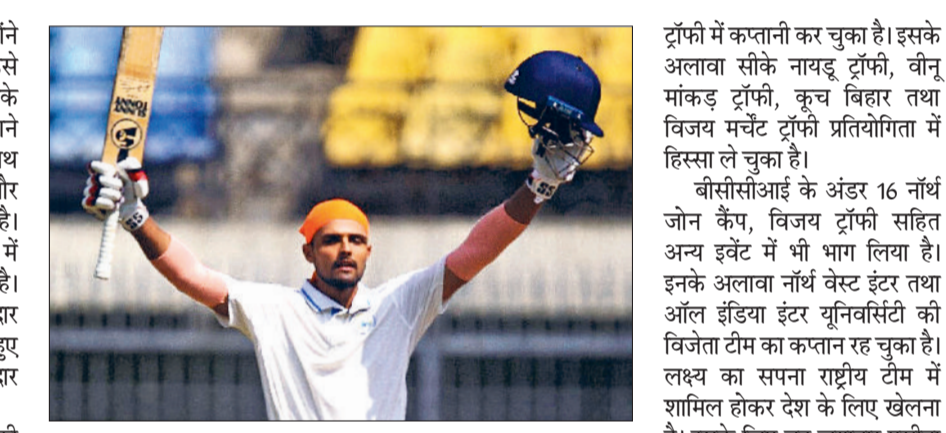 ोंने
से
के
ाने
ाथ
और
है।
में
है।
दार
हुए
दार
SS
SS
ट्रॉफी में कप्तानी कर चुका है। इसके
अलावा सीके नायडू ट्रॉफी, वीनू
मांकड़ ट्रॉफी, कूच बिहार तथा
विजय मर्चेंट ट्रॉफी प्रतियोगिता में
हिस्सा ले चुका है।
बीसीसीआई के अंडर 16 नॉर्थ
जोन कैंप, विजय ट्रॉफी सहित
अन्य इवेंट में भी भाग लिया है।
इनके अलावा नॉर्थ वेस्ट इंटर तथा
ऑल इंडिया इंटर यूनिवर्सिटी की
विजेता टीम का कप्तान रह चुका है।
लक्ष्य का सपना राष्ट्रीय टीम में
शामिल होकर देश के लिए खेलना